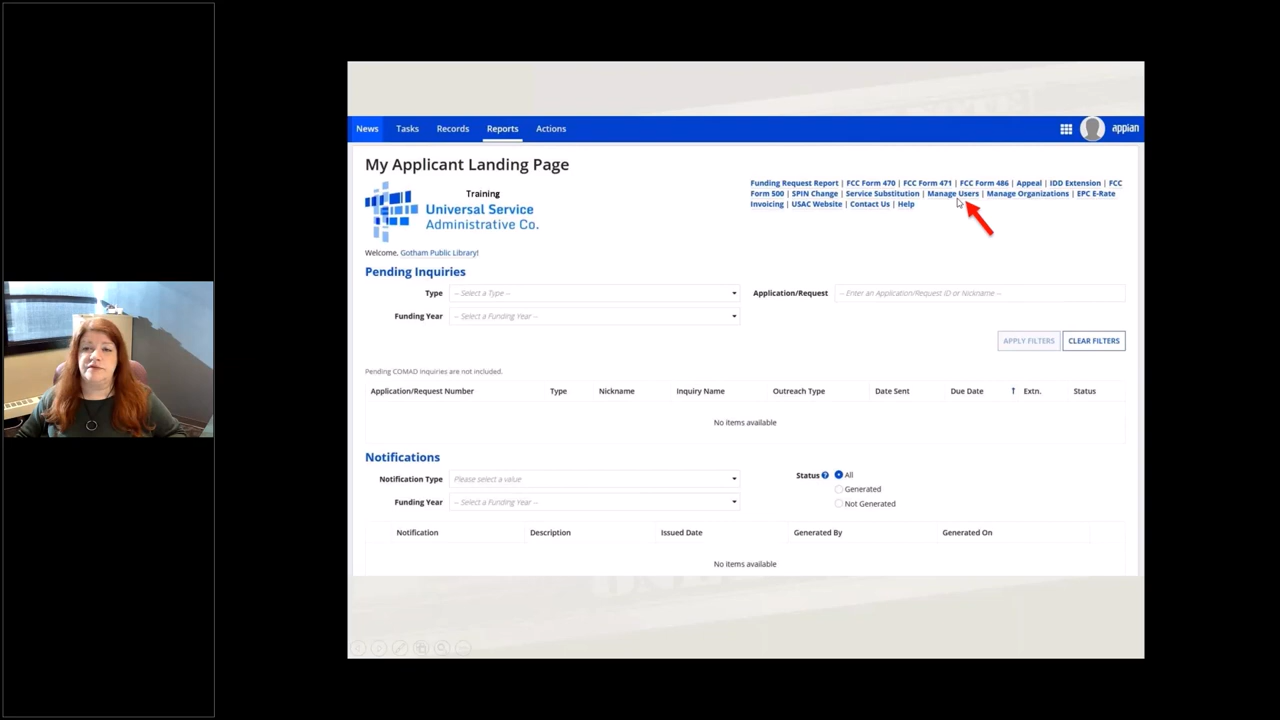 News Tasks Records Reports Actions appian
My Applicant Landing Page
Funding Request Report | FCC Form 470 | FCC Form 471 | FCC Form 486 | Appeal | IDD Extension | FCC
Form 500 | SPIN Change | Service Substitution | Manage Users | Manage Organizations | EPC E-Rate
Invoicing | USAC Website | Contact Us | Help
Training
Universal Service
Administrative Co.
Welcome, Gotham Public Library!
Pending Inquiries
Type -- Select a Type -- Application/Request -- Enter an Application/Request ID or Nickname --
Funding Year -- Select a Funding Year --
APPLY FILTERS CLEAR FILTERS
Pending COMAD Inquiries are not included.
Application/Request Number Type Nickname Inquiry Name Outreach Type Date Sent Due Date Extn. Status
No items available
Notifications
Notification Type Please select a value Status All
Generated
Funding Year -- Select a Funding Year -- Not Generated
Notification Description Issued Date Generated By Generated On
No items available